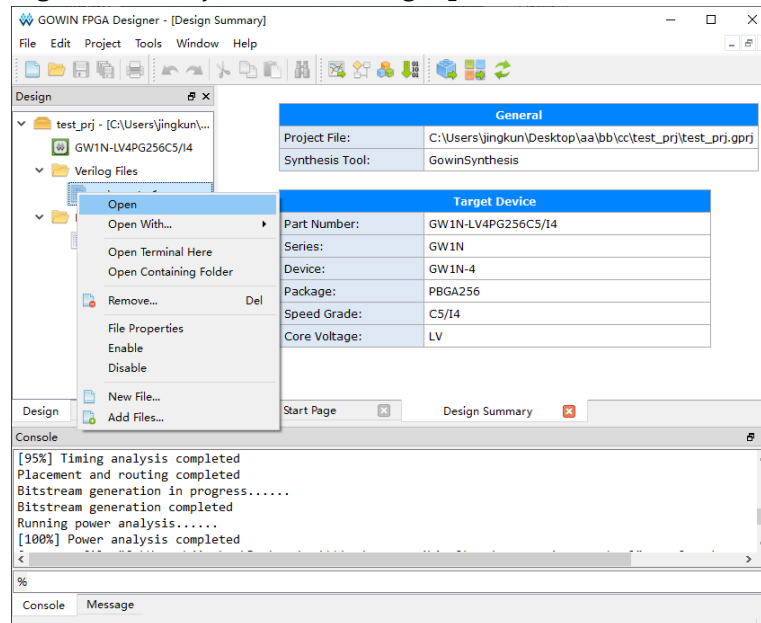 GOWIN FPGA Designer - [Design Summary]
File Edit Project Tools Window Help
Design
test_prj - [C:\Users\jingkun\...
GW1N-LV4PG256C5/I4
Verilog Files
Open
Open With...
Open Terminal Here
Open Containing Folder
Remove... Del
File Properties
Enable
Disable
New File...
Add Files...
General
Project File: C:\Users\jingkun\Desktop\aa\bb\cc\test_prj\test_prj.gprj
Synthesis Tool: GowinSynthesis
Target Device
Part Number: GW1N-LV4PG256C5/I4
Series: GW1N
Device: GW1N-4
Package: PBGA256
Speed Grade: C5/I4
Core Voltage: LV
Design
Start Page
Design Summary
Console
[95%] Timing analysis completed
Placement and routing completed
Bitstream generation in progress......
Bitstream generation completed
Running power analysis......
[100%] Power analysis completed
%
Console Message